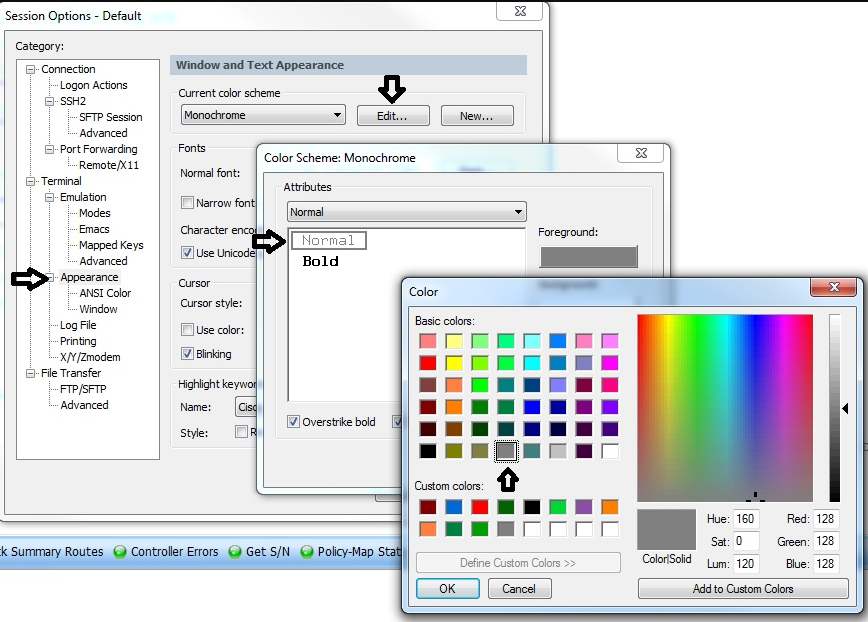 Session Options - Default
Category:
Connection
Logon Actions
SSH2
SFTP Session
Advanced
Port Forwarding
Remote/X11
Terminal
Emulation
Modes
Emacs
Mapped Keys
Advanced
Appearance
ANSI Color
Window
Log File
Printing
X/Y/Zmodem
File Transfer
FTP/SFTP
Advanced
Window and Text Appearance
Current color scheme
Monochrome
Edit...
New...
Fonts
Normal font:
Narrow font
Character enco
Use Unicode
Cursor
Cursor style:
Use color:
Blinking
Highlight keywor
Name:
Cisc
Style:
Color Scheme: Monochrome
Attributes
Normal
Normal
Bold
Foreground:
Overstrike bold
Color
Basic colors:
Custom colors:
Define Custom Colors >>
OK
Cancel
Color|Solid
Hue: 160
Sat: 0
Lum: 120
Red: 128
Green: 128
Blue: 128
Add to Custom Colors
k Summary Routes
Controller Errors
Get S/N
Policy-Map Stat